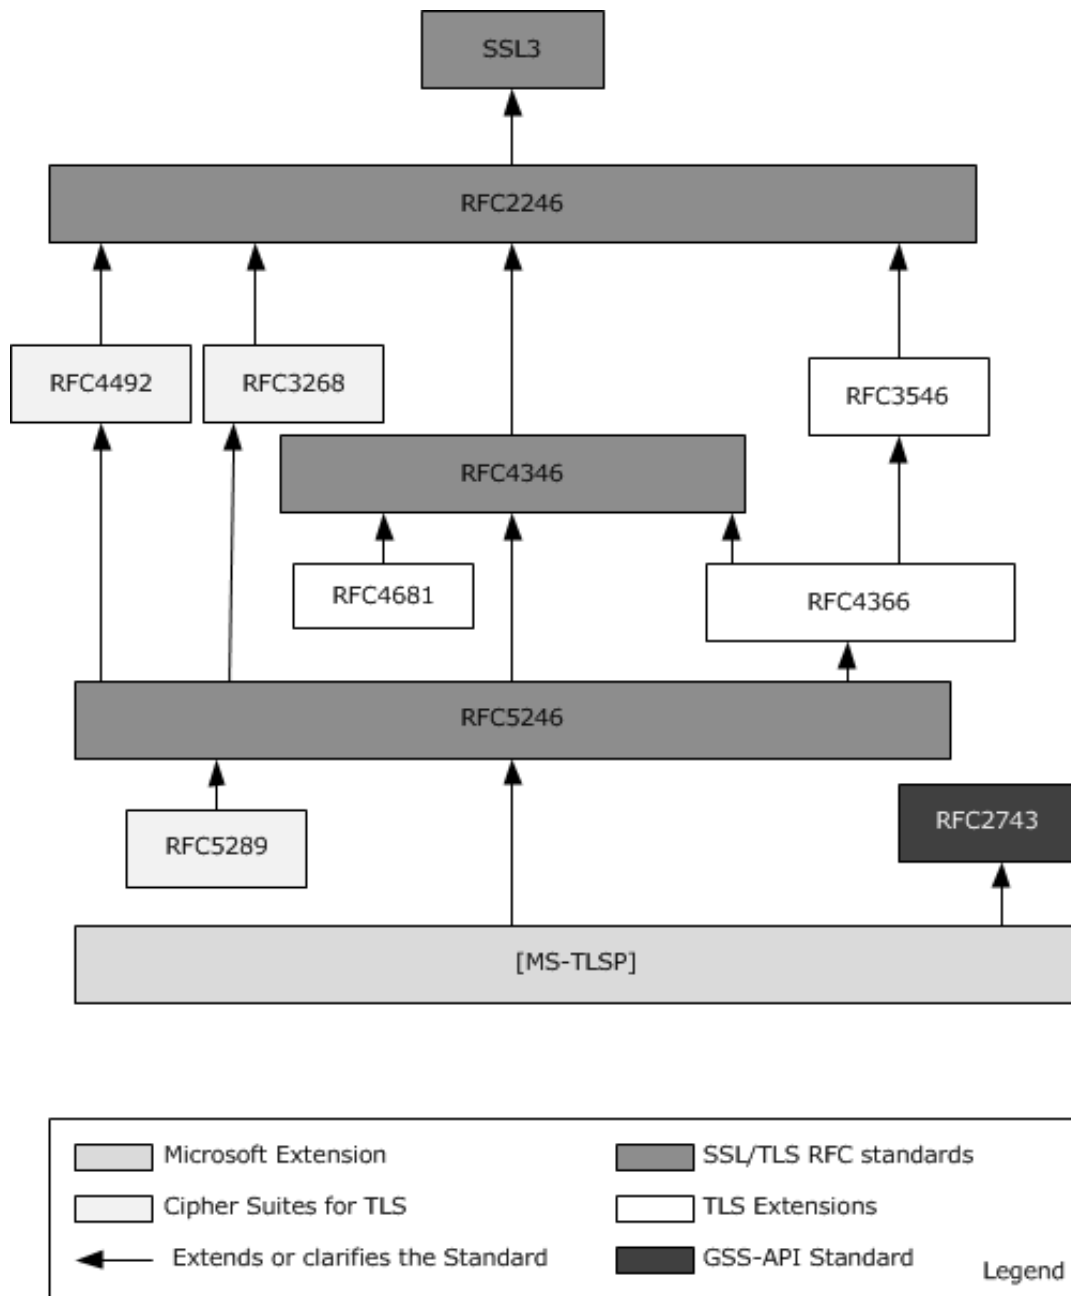 SSL3
RFC2246
RFC4492
RFC3268
RFC3546
RFC4346
RFC4681
RFC4366
RFC5246
RFC2743
RFC5289
[MS-TLSP]
Microsoft Extension
SSL/TLS RFC standards
Cipher Suites for TLS
TLS Extensions
Extends or clarifies the Standard
GSS-API Standard
Legend